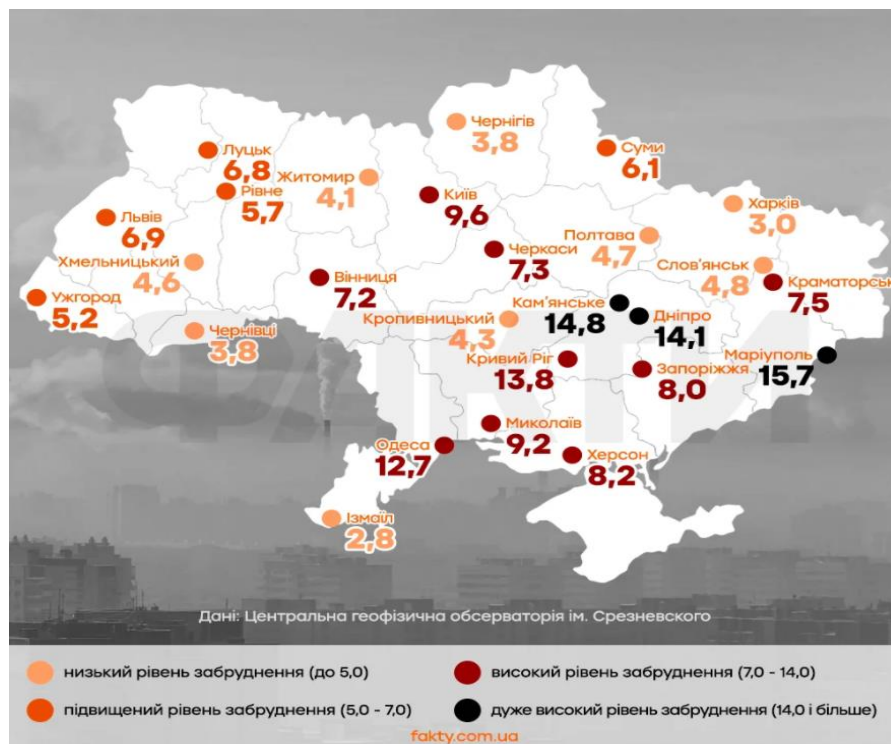 Чернігів
3,8
Луцьк
6,8
Суми
6,1
Житомир
4,1
Рівне
5,7
Київ
9,6
Харків
3,0
Львів
6,9
Полтава
4,7
Черкаси
7,3
Хмельницький
4,6
Слов'янськ
4,8
Вінниця
7,2
Краматорськ
7,5
Ужгород
5,2
Кам'янське
14,8
Дніпро
14,1
Кропивницький
4,3
Чернівці
3,8
Маріуполь
15,7
Кривий Ріг
13,8
Запоріжжя
8,0
Миколаїв
9,2
Одеса
12,7
Херсон
8,2
Ізмаїл
2,8
ФАКТИ
Дані: Центральна геофізична обсерваторія ім. Срезневского
низький рівень забруднення (до 5,0)
підвищений рівень забруднення (5,0 - 7,0)
високий рівень забруднення (7,0 - 14,0)
дуже високий рівень забруднення (14,0 і більше)
fakty.com.ua